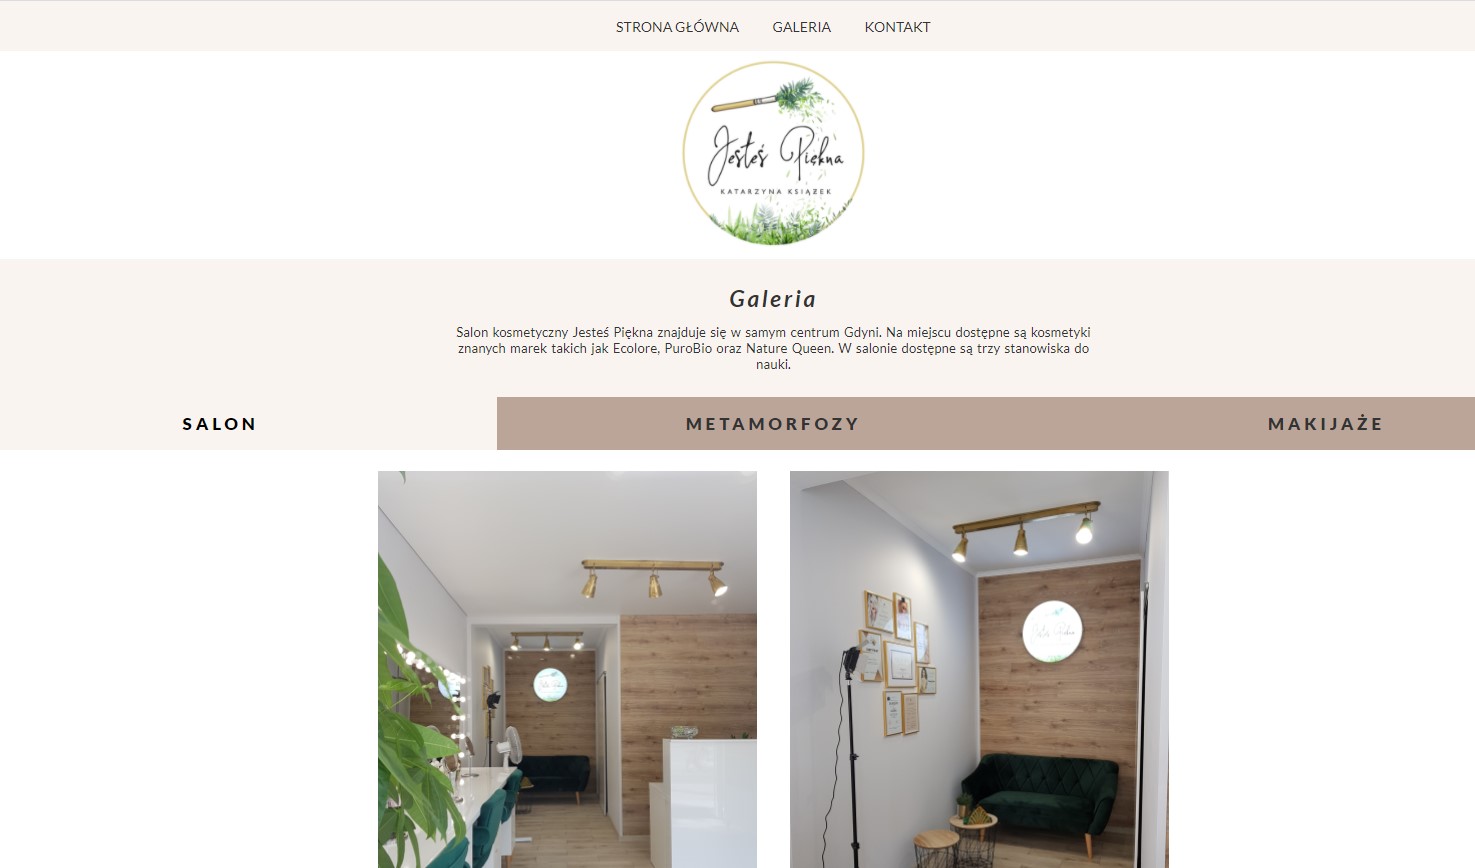 STRONA GŁÓWNA GALERIA KONTAKT
Jesteś Piękna
KATARZYNA KSIĄŻEK
Galeria
Salon kosmetyczny Jesteś Piękna znajduje się w samym centrum Gdyni. Na miejscu dostępne są kosmetyki
znanych marek takich jak Ecolore, PuroBio oraz Nature Queen. W salonie dostępne są trzy stanowiska do
nauki.
SALON METAMORFOZY MAKIJAŻE
Jesteś Piękna